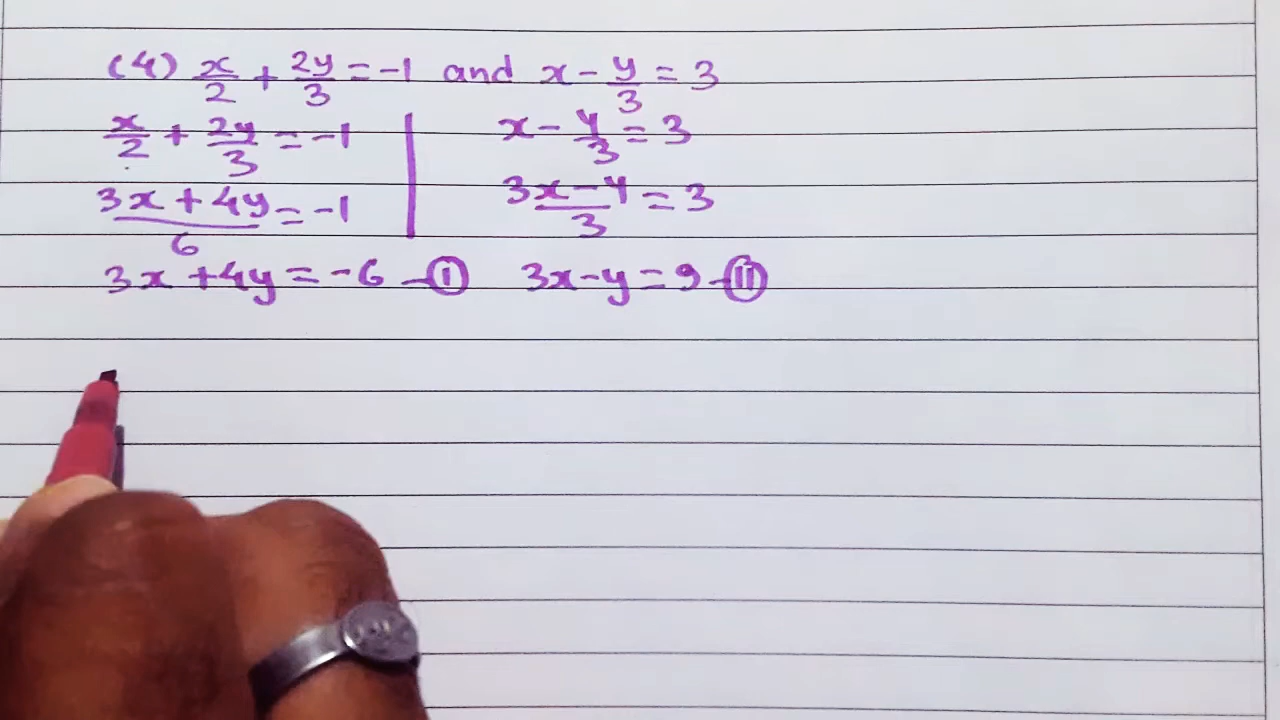 (4) x/2 + 2y/3 = -1 and x - y/3 = 3
x/2 + 2y/3 = -1 | x - y/3 = 3
3x + 4y/6 = -1 | 3x - y/3 = 3
3x + 4y = -6 - Ⓘ 3x - y = 9 - Ⓘ︎Ⓘ